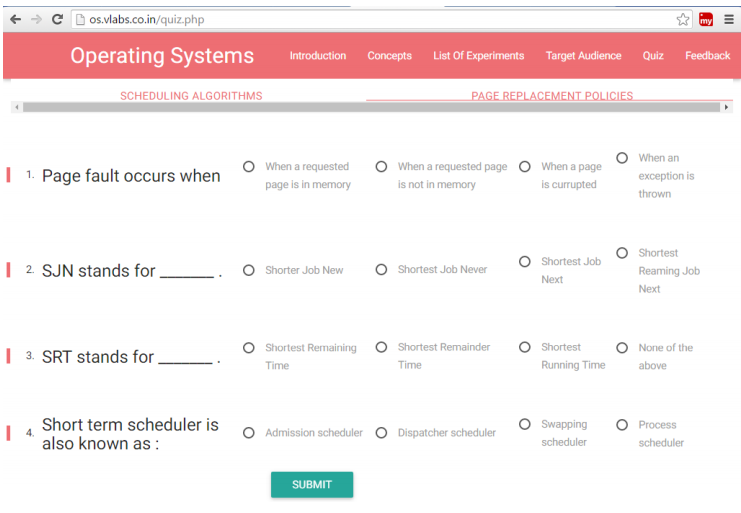 os.vlabs.co.in/quiz.php
my
Operating Systems Introduction Concepts List Of Experiments Target Audience Quiz Feedback
SCHEDULING ALGORITHMS PAGE REPLACEMENT POLICIES
1. Page fault occurs when
When a requested
page is in memory
When a requested page
is not in memory
When a page
is currupted
When an
exception is
thrown
2. SJN stands for _______ .
Shorter Job New
Shortest Job Never
Shortest Job
Next
Shortest
Reaming Job
Next
3. SRT stands for _______ .
Shortest Remaining
Time
Shortest Remainder
Time
Shortest
Running Time
None of the
above
4. Short term scheduler is
also known as :
Admission scheduler
Dispatcher scheduler
Swapping
scheduler
Process
scheduler
SUBMIT